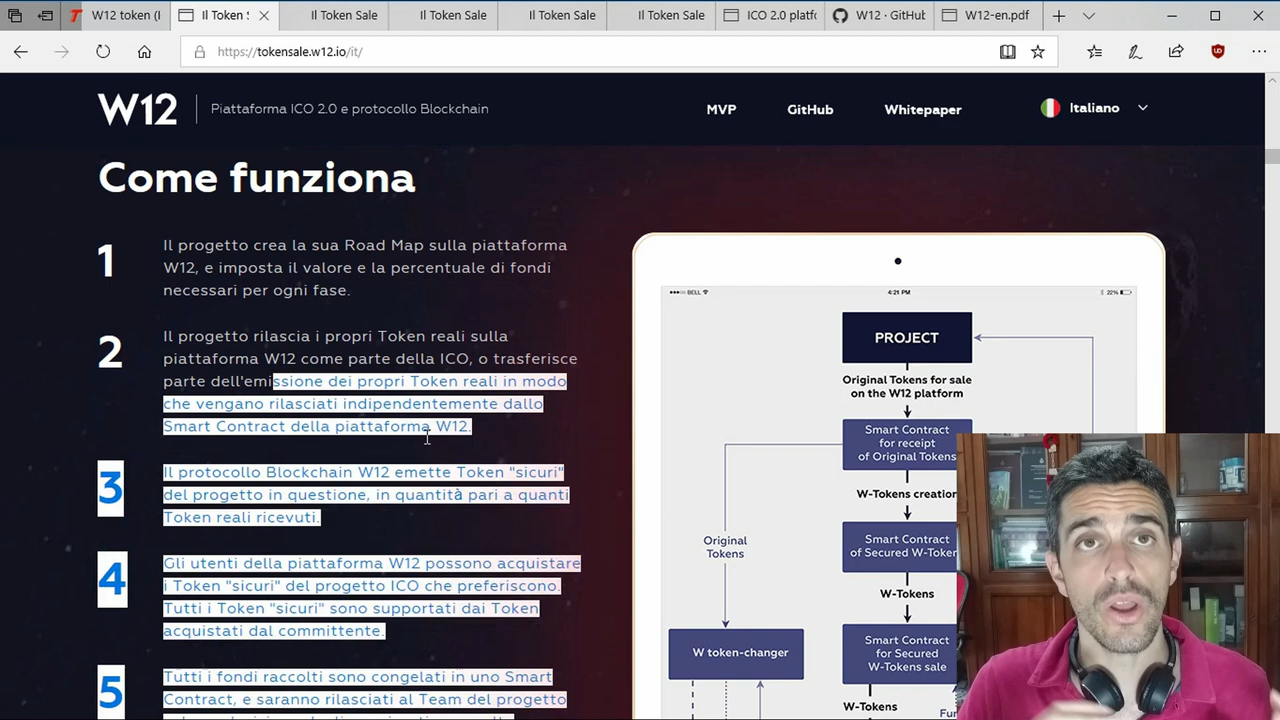 W12 token (I
Il Token S
Il Token Sale
Il Token Sale
Il Token Sale
Il Token Sale
ICO 2.0 platfo
W12 · GitHub
W12-en.pdf
https://tokensale.w12.io/it/
W12
Piattaforma ICO 2.0 e protocollo Blockchain
MVP
GitHub
Whitepaper
Italiano
Come funziona
1
Il progetto crea la sua Road Map sulla piattaforma
W12, e imposta il valore e la percentuale di fondi
necessari per ogni fase.
2
Il progetto rilascia i propri Token reali sulla
piattaforma W12 come parte della ICO, o trasferisce
parte dell'emissione dei propri Token reali in modo
che vengano rilasciati indipendentemente dallo
Smart Contract della piattaforma W12.
3
Il protocollo Blockchain W12 emette Token "sicuri"
del progetto in questione, in quantità pari a quanti
Token reali ricevuti.
4
Gli utenti della piattaforma W12 possono acquistare
i Token "sicuri" del progetto ICO che preferiscono.
Tutti i Token "sicuri" sono supportati dai Token
acquistati dal committente.
5
Tutti i fondi raccolti sono congelati in uno Smart
Contract, e saranno rilasciati al Team del progetto
BELL
4:21 PM
22%
PROJECT
Original Tokens for sale
on the W12 platform
Smart Contract
for receipt
of Original Tokens
W-Tokens creation
Original
Tokens
Smart Contract
of Secured W-Token
W-Tokens
W token-changer
Smart Contract
for Secured
W-Tokens sale
W-Tokens